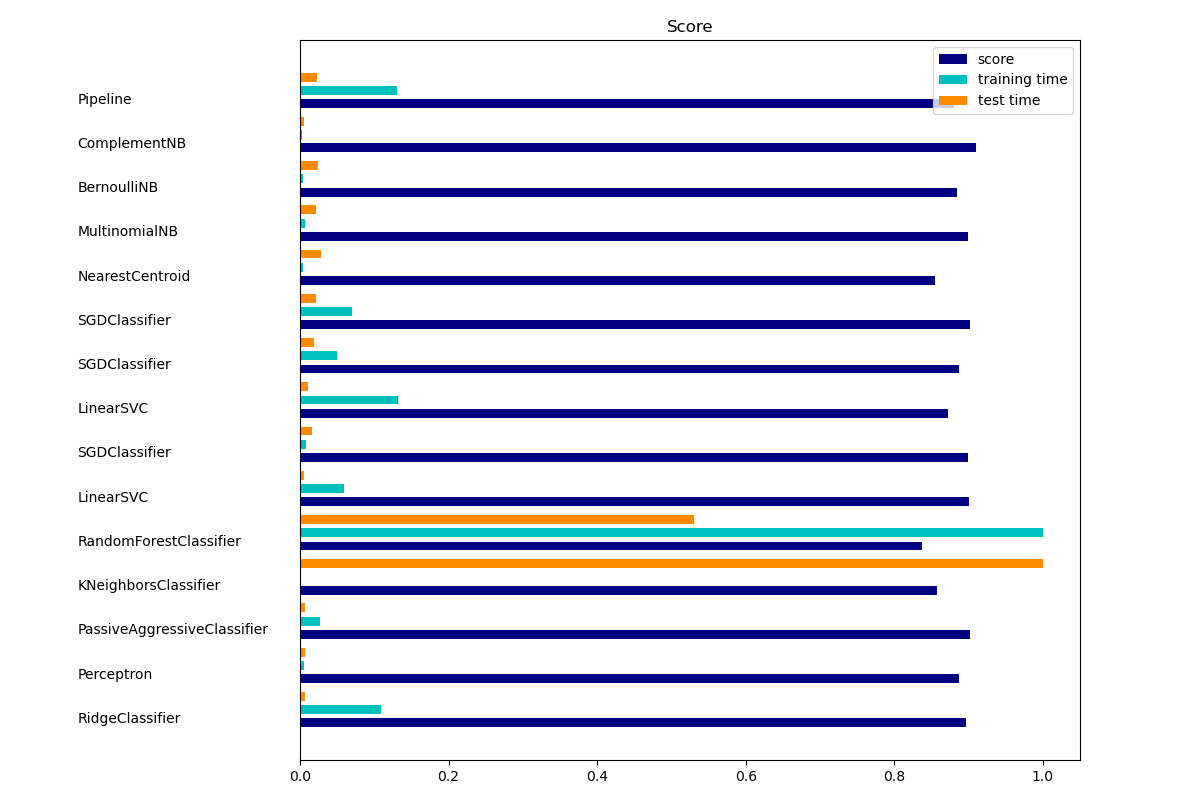 Score
score
training time
test time
Pipeline
ComplementNB
BernoulliNB
MultinomialNB
NearestCentroid
SGDClassifier
SGDClassifier
LinearSVC
SGDClassifier
LinearSVC
RandomForestClassifier
KNeighborsClassifier
PassiveAggressiveClassifier
Perceptron
RidgeClassifier
0.0 0.2 0.4 0.6 0.8 1.0